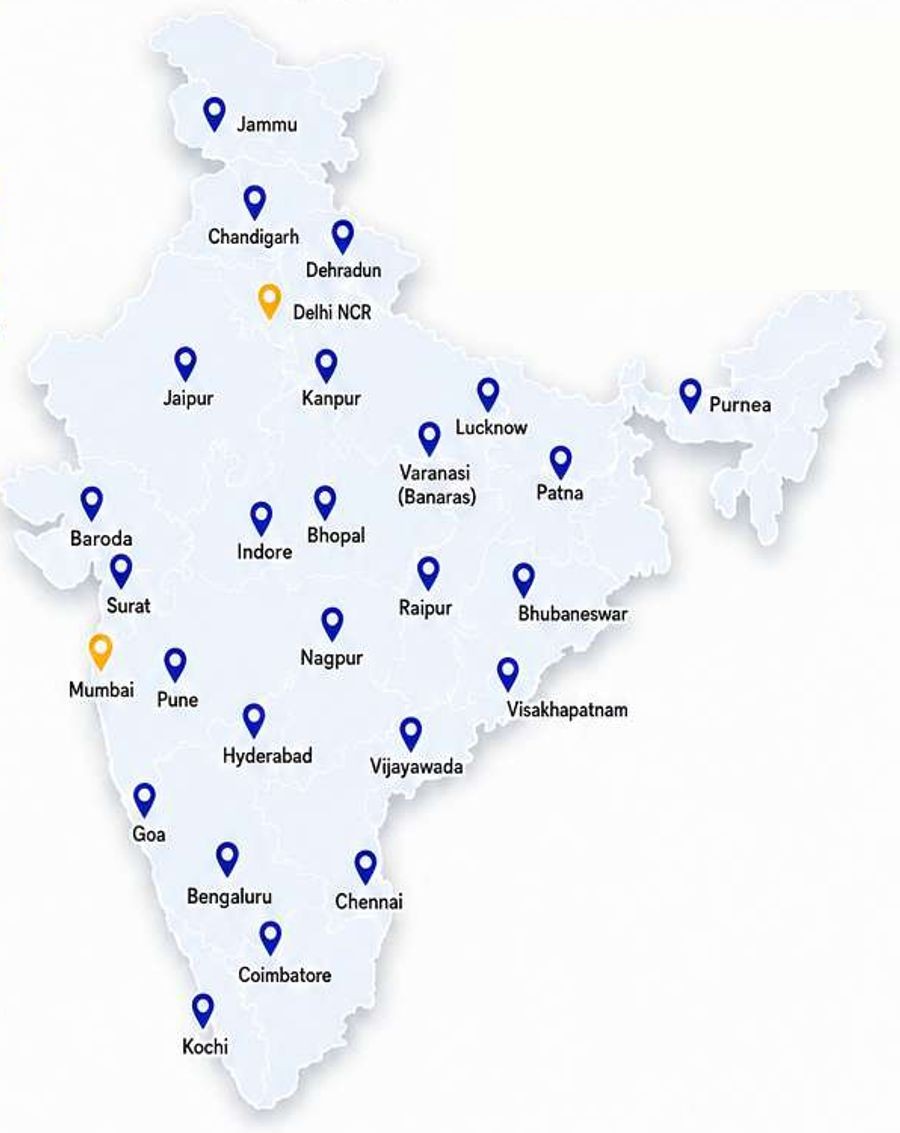 Jammu
Chandigarh
Dehradun
Delhi NCR
Jaipur
Kanpur
Lucknow
Purnea
Varanasi
(Banaras)
Patna
Baroda
Indore
Bhopal
Surat
Raipur
Bhubaneswar
Nagpur
Mumbai
Pune
Visakhapatnam
Hyderabad
Vijayawada
Goa
Bengaluru
Chennai
Coimbatore
Kochi